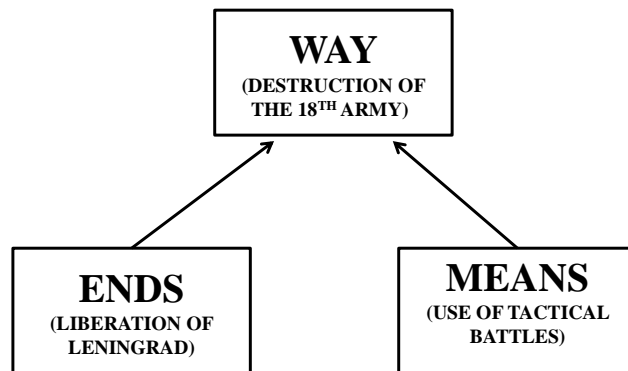 WAY
(DESTRUCTION OF
THE 18TH ARMY)
ENDS
(LIBERATION OF
LENINGRAD)
MEANS
(USE OF TACTICAL
BATTLES)